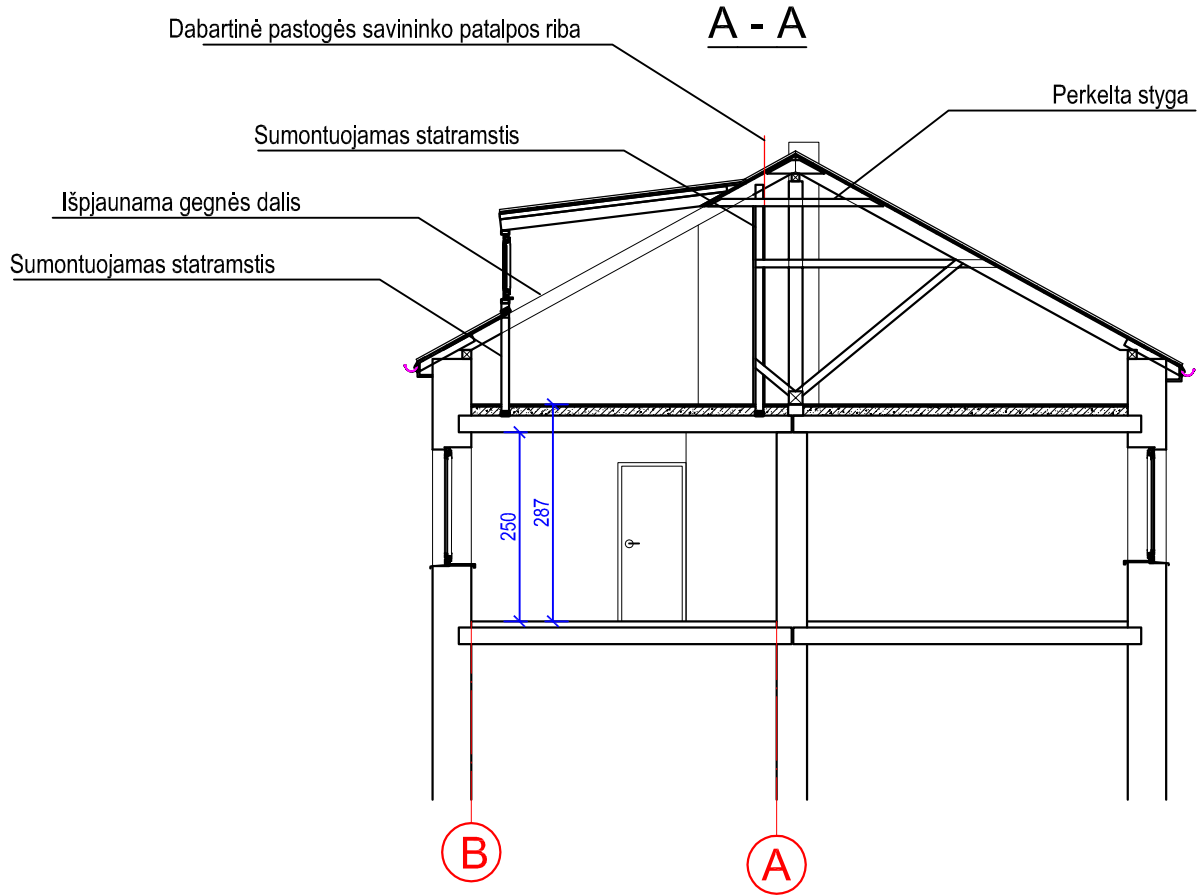 A - A
Dabartinė pastogės savininko patalpos riba
Perkelta styga
Sumontuojamas statramstis
Išpjaunama gegnės dalis
Sumontuojamas statramstis
250
287
B
A